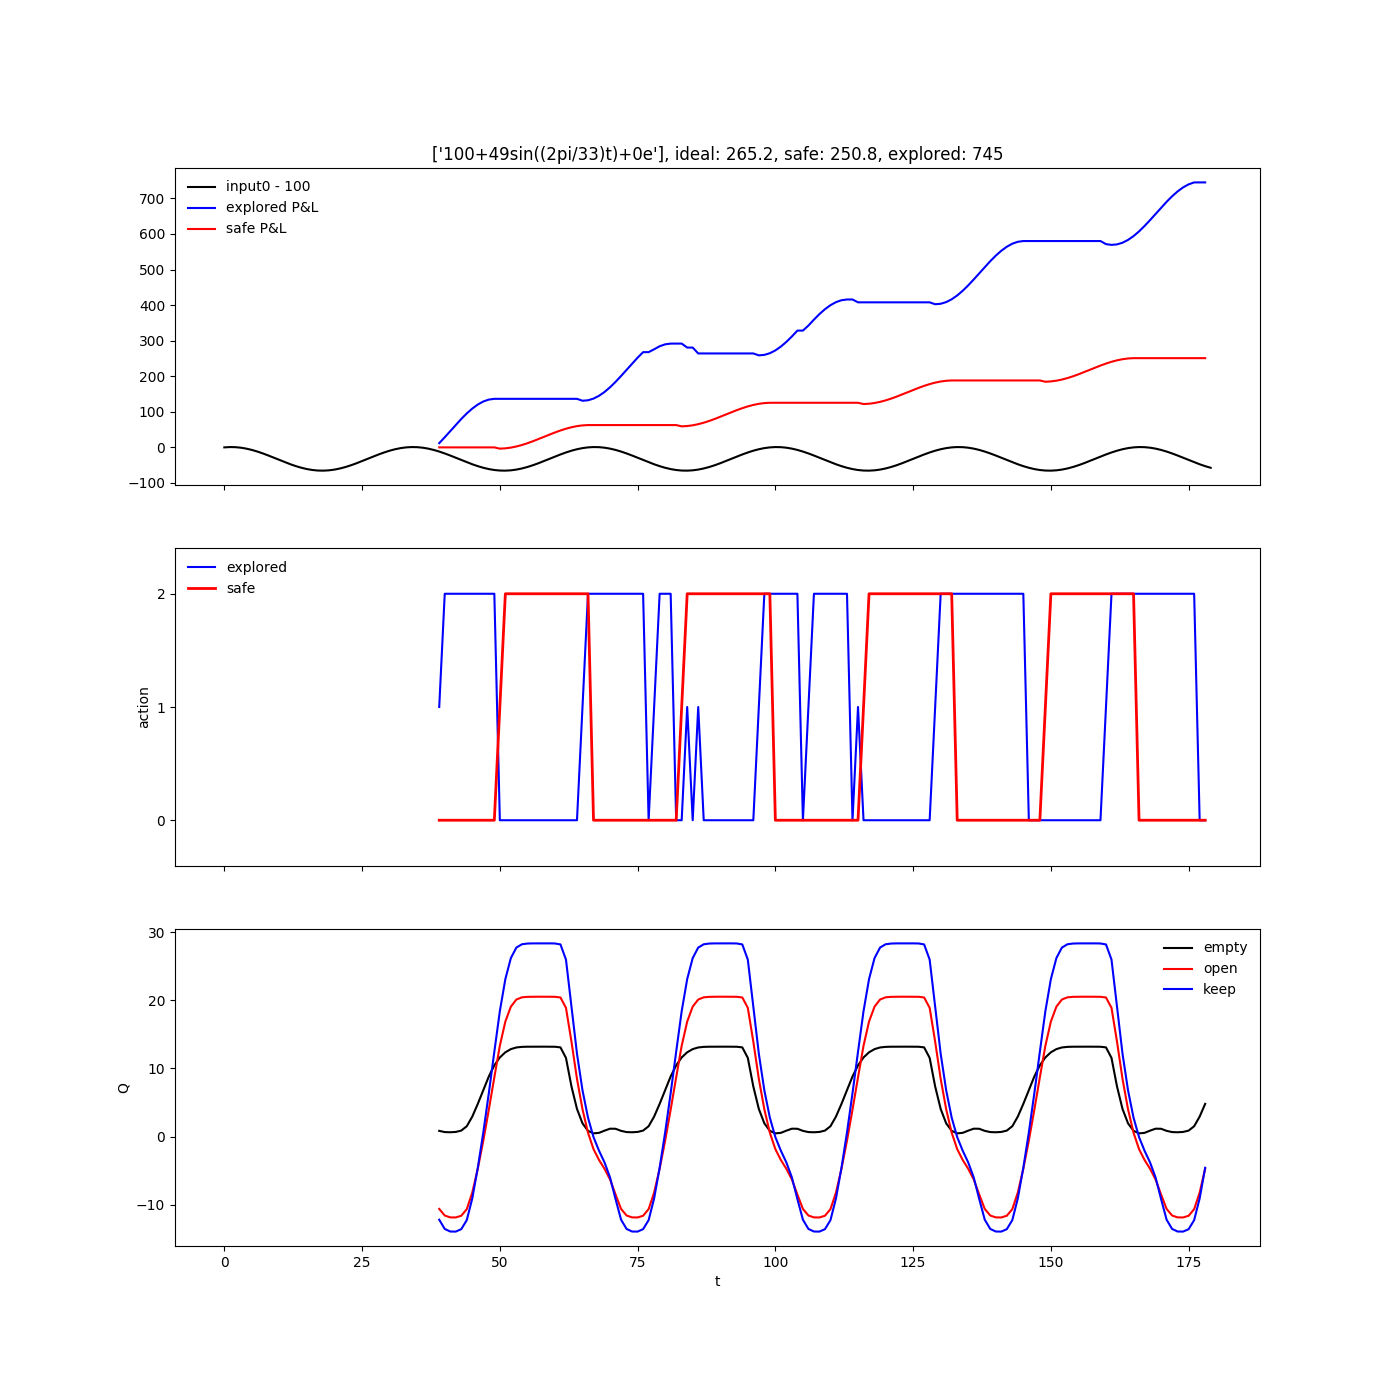 ['100+49sin((2pi/33)t)+0e'], ideal: 265.2, safe: 250.8, explored: 745
input0 - 100
explored P&L
safe P&L
700
600
500
400
300
200
100
0
−100
explored
safe
2
1
0
action
empty
open
keep
30
20
10
0
−10
Q
0 25 50 75 100 125 150 175
t